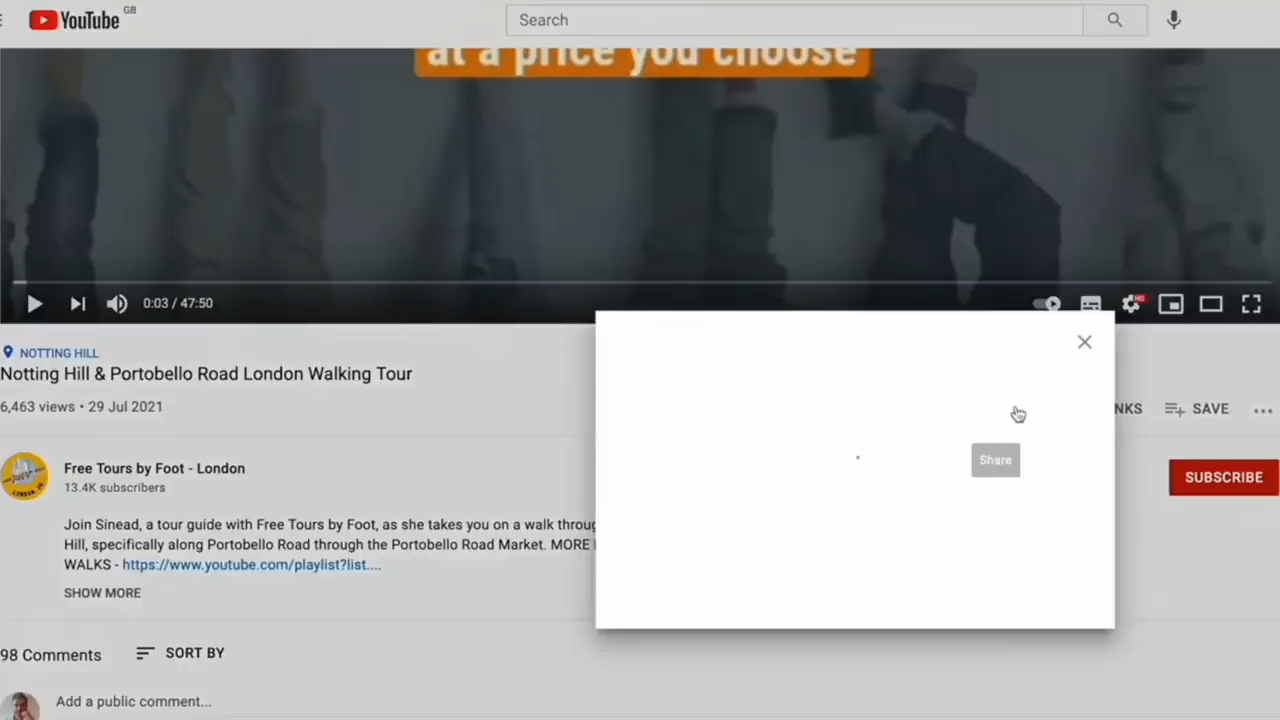 YouTube GB
Search
at a price you choose
0:03 / 47:50
HD
NOTTING HILL
Notting Hill & Portobello Road London Walking Tour
6,463 views • 29 Jul 2021
NKS
SAVE
Share
Free Tours by Foot - London
13.4K subscribers
SUBSCRIBE
Join Sinead, a tour guide with Free Tours by Foot, as she takes you on a walk throug
Hill, specifically along Portobello Road through the Portobello Road Market. MORE
WALKS - https://www.youtube.com/playlist?list....
SHOW MORE
98 Comments
SORT BY
Add a public comment...